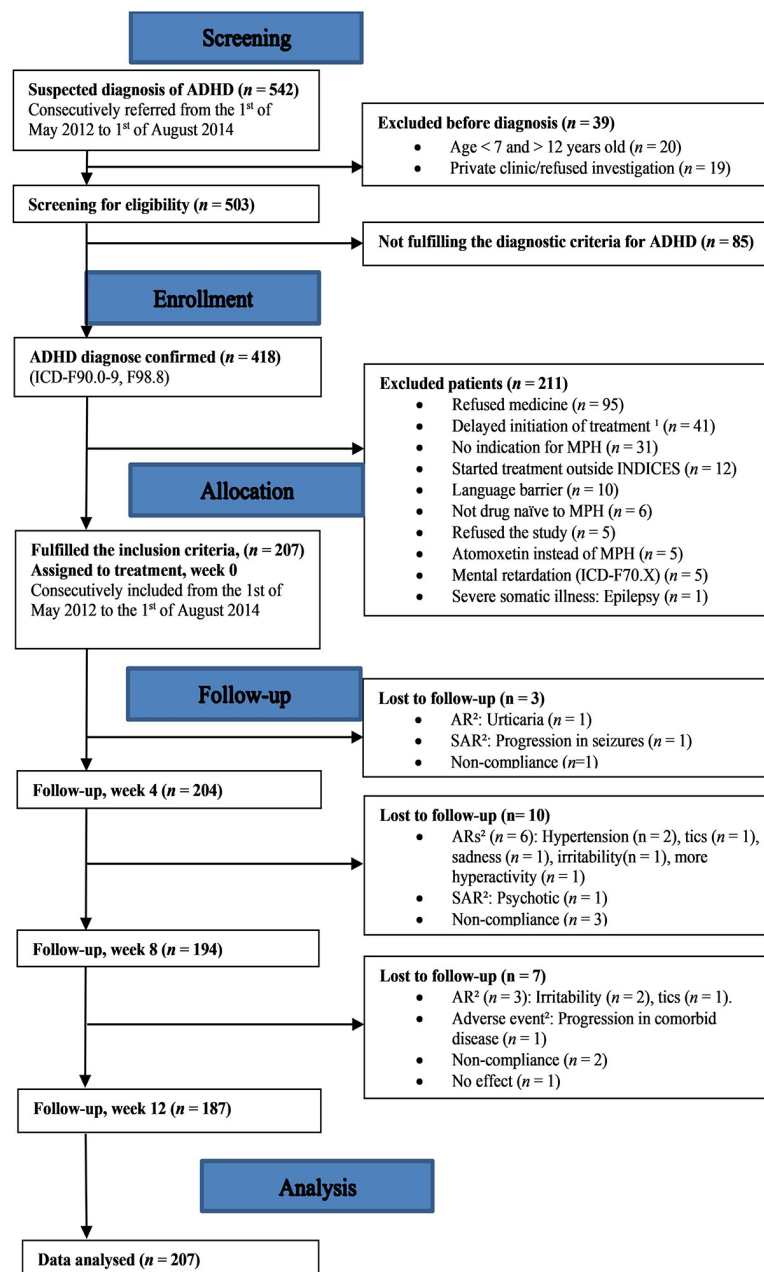 Screening
Suspected diagnosis of ADHD (n = 542)
Consecutively referred from the 1st of
May 2012 to 1st of August 2014
Excluded before diagnosis (n = 39)
• Age < 7 and > 12 years old (n = 20)
• Private clinic/refused investigation (n = 19)
Screening for eligibility (n = 503)
Not fulfilling the diagnostic criteria for ADHD (n = 85)
Enrollment
ADHD diagnose confirmed (n = 418)
(ICD-F90.0-9, F98.8)
Excluded patients (n = 211)
• Refused medicine (n = 95)
• Delayed initiation of treatment ¹ (n = 41)
• No indication for MPH (n = 31)
• Started treatment outside INDICES (n = 12)
• Language barrier (n = 10)
• Not drug naïve to MPH (n = 6)
• Refused the study (n = 5)
• Atomoxetin instead of MPH (n = 5)
• Mental retardation (ICD-F70.X) (n = 5)
• Severe somatic illness: Epilepsy (n = 1)
Allocation
Fulfilled the inclusion criteria, (n = 207)
Assigned to treatment, week 0
Consecutively included from the 1st of
May 2012 to the 1st of August 2014
Follow-up
Lost to follow-up (n = 3)
• AR²: Urticaria (n = 1)
• SAR²: Progression in seizures (n = 1)
• Non-compliance (n=1)
Follow-up, week 4 (n = 204)
Lost to follow-up (n= 10)
• ARs² (n = 6): Hypertension (n = 2), tics (n = 1),
sadness (n = 1), irritability(n = 1), more
hyperactivity (n = 1)
• SAR²: Psychotic (n = 1)
• Non-compliance (n = 3)
Follow-up, week 8 (n = 194)
Lost to follow-up (n = 7)
• AR² (n = 3): Irritability (n = 2), tics (n = 1).
• Adverse event²: Progression in comorbid
disease (n = 1)
• Non-compliance (n = 2)
• No effect (n = 1)
Follow-up, week 12 (n = 187)
Analysis
Data analysed (n = 207)